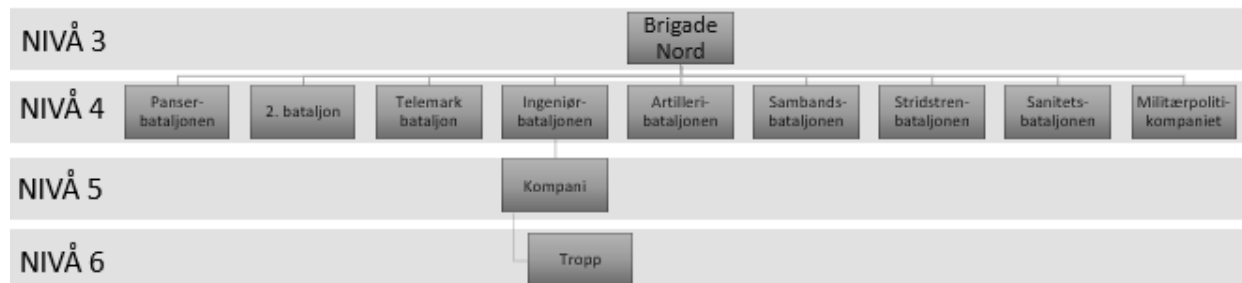 NIVÅ 3
Brigade
Nord
NIVÅ 4
Panser-
bataljonen
2. bataljon
Telemark
bataljon
Ingeniør-
bataljonen
Artilleri-
bataljonen
Sambands-
bataljonen
Stridstren-
bataljonen
Sanitets-
bataljonen
Militærpoliti-
kompaniet
NIVÅ 5
Kompani
NIVÅ 6
Tropp